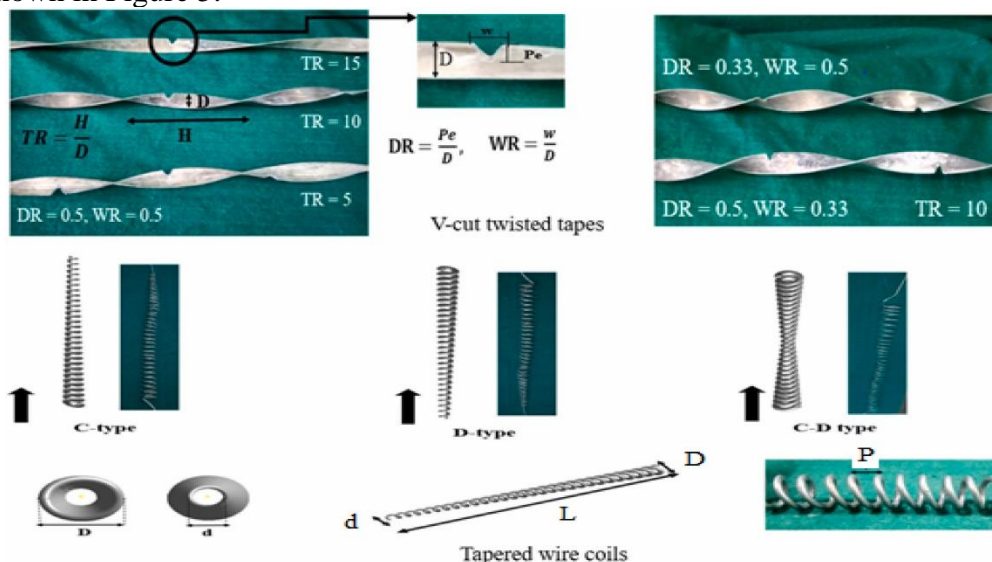 TR = 15
D
w
Pe
D
TR = 10
H
TR = H/D
TR = 5
DR = 0.5, WR = 0.5
DR = Pe/D, WR = w/D
V-cut twisted tapes
DR = 0.33, WR = 0.5
DR = 0.5, WR = 0.33
TR = 10
C-type
D-type
C-D type
D
d
d
L
D
P
Tapered wire coils